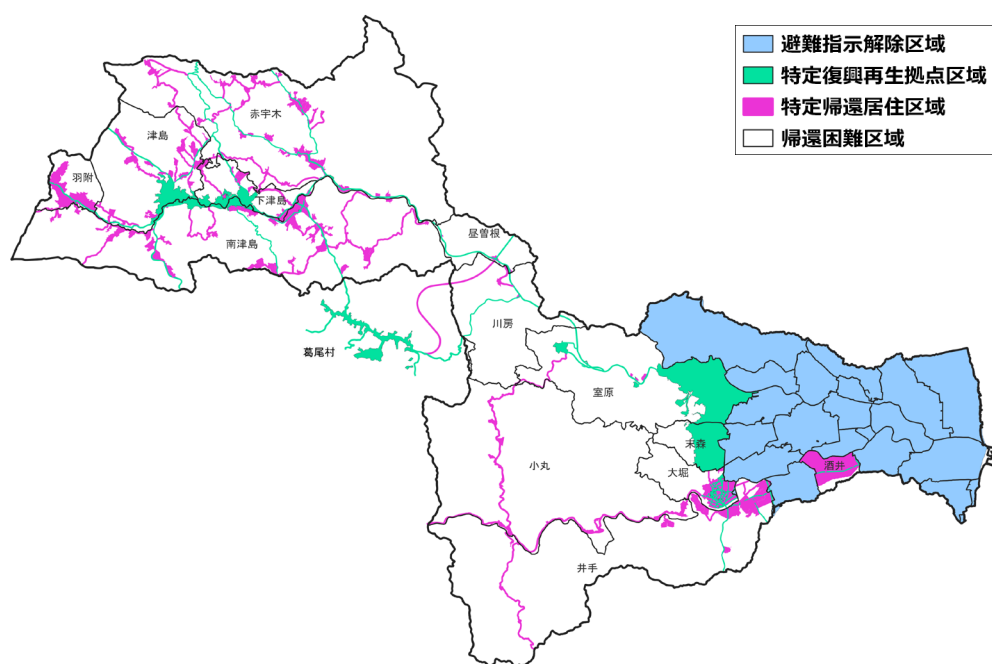 避難指示解除区域
特定復興再生拠点区域
特定帰還居住区域
帰還困難区域
赤宇木
津島
羽附
下津島
南津島
昼曽根
川房
葛尾村
室原
末森
小丸
大堀
酒井
井手